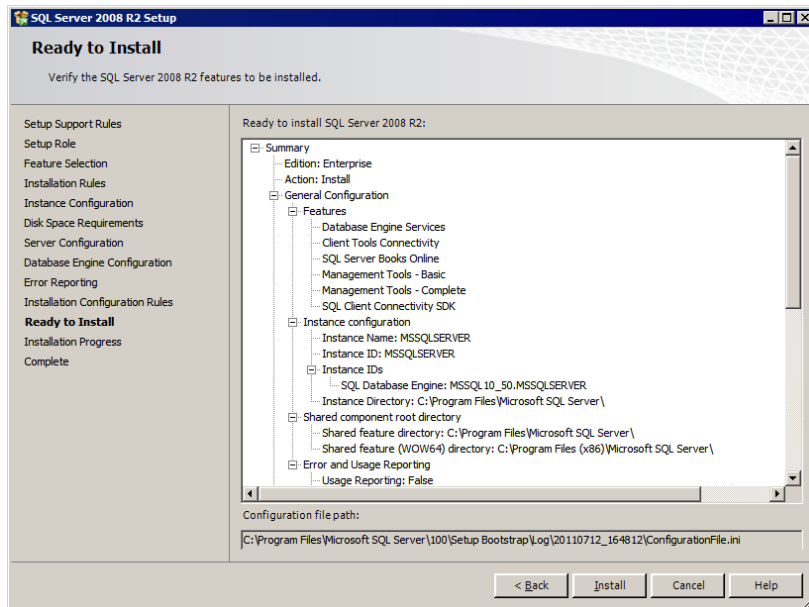 SQL Server 2008 R2 Setup
Ready to Install
Verify the SQL Server 2008 R2 features to be installed.
Setup Support Rules
Setup Role
Feature Selection
Installation Rules
Instance Configuration
Disk Space Requirements
Server Configuration
Database Engine Configuration
Error Reporting
Installation Configuration Rules
Ready to Install
Installation Progress
Complete
Ready to install SQL Server 2008 R2:
Summary
Edition: Enterprise
Action: Install
General Configuration
Features
Database Engine Services
Client Tools Connectivity
SQL Server Books Online
Management Tools - Basic
Management Tools - Complete
SQL Client Connectivity SDK
Instance configuration
Instance Name: MSSQLSERVER
Instance ID: MSSQLSERVER
Instance IDs
SQL Database Engine: MSSQL10_50.MSSQLSERVER
Instance Directory: C:\Program Files\Microsoft SQL Server\
Shared component root directory
Shared feature directory: C:\Program Files\Microsoft SQL Server\
Shared feature (WOW64) directory: C:\Program Files (x86)\Microsoft SQL Server\
Error and Usage Reporting
Usage Reporting: False
Configuration file path:
C:\Program Files\Microsoft SQL Server\100\Setup Bootstrap\Log\20110712_164812\ConfigurationFile.ini
< Back Install Cancel Help